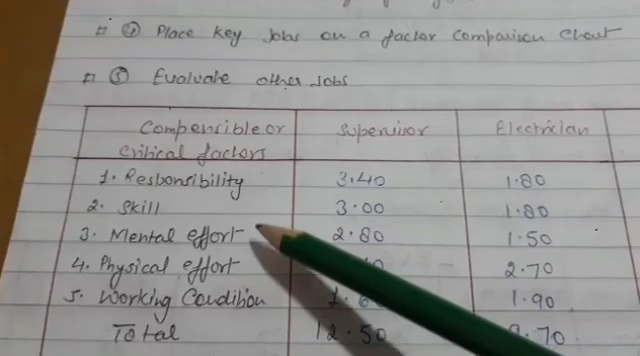 ④ Place Key Jobs on a factor comparison chart
⑤ Evaluate other Jobs
Compensible or Critical factors Supervisor Electrician
1. Responsibility 3.40 1.80
2. Skill 3.00 1.80
3. Mental effort 2.80 1.50
4. Physical effort 2.70
5. Working Condition 1.90
Total 12.50 9.70